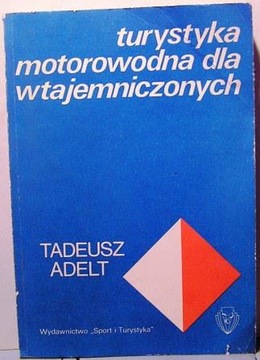 turystyka
motorowodna dla
wtajemniczonych
TADEUSZ
ADELT
Wydawnictwo „Sport i Turystyka"